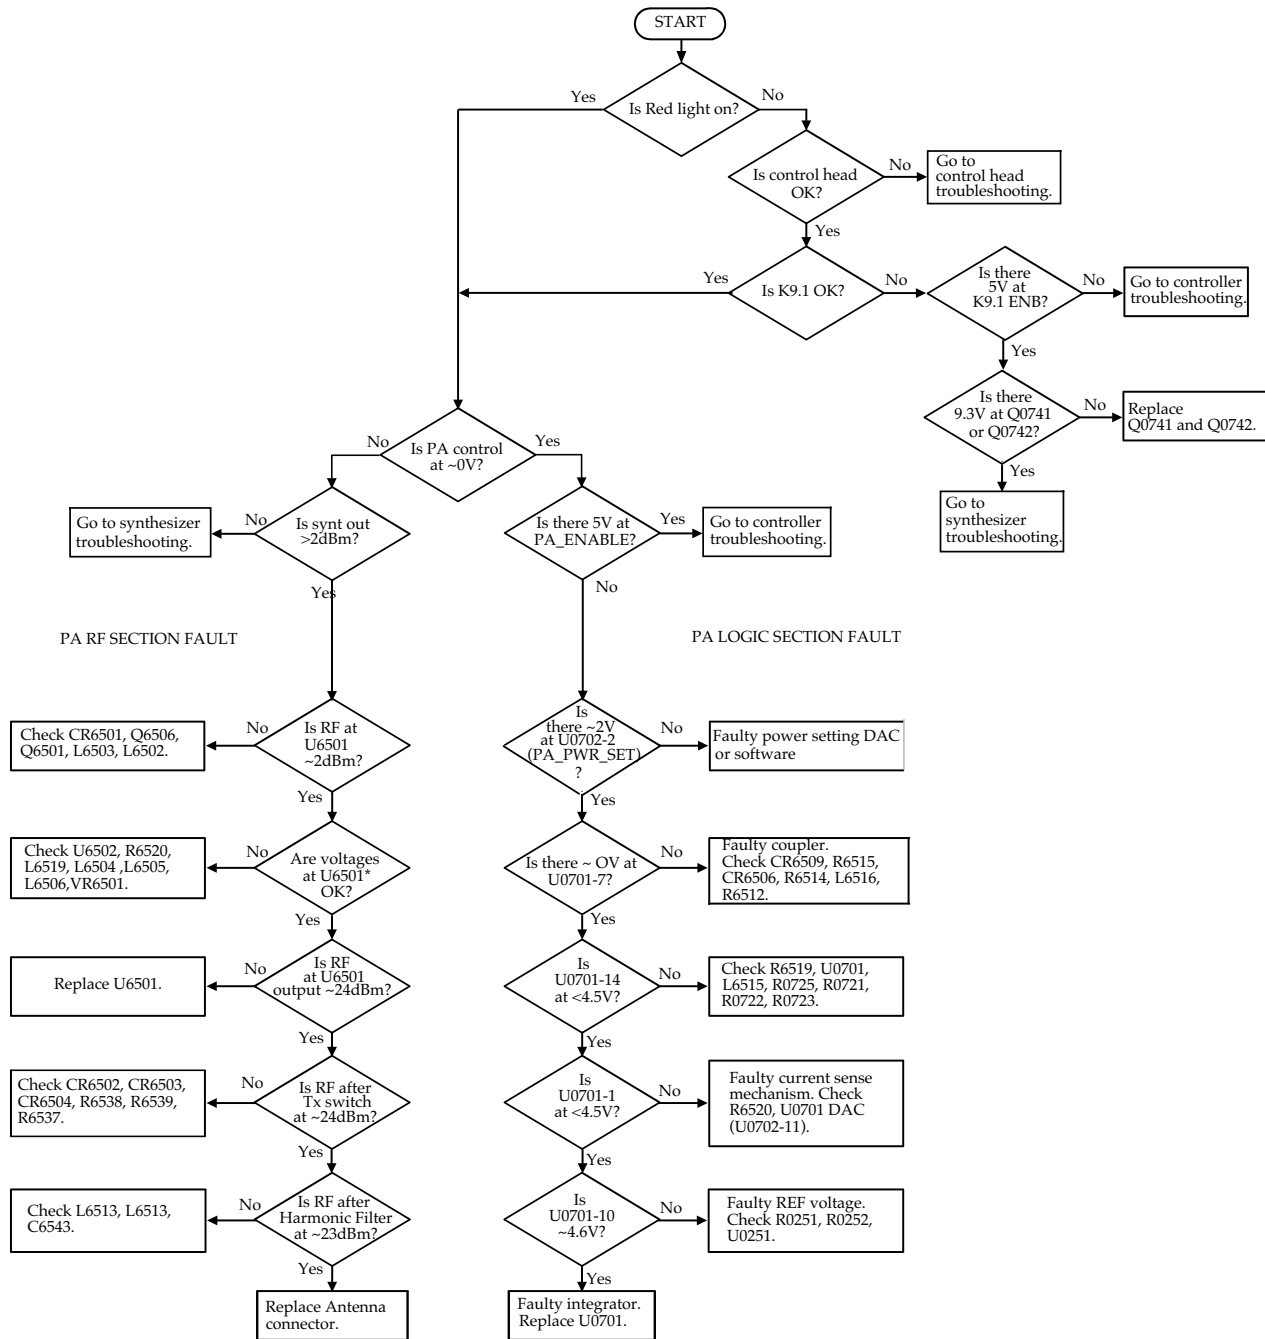 START
Yes
No
Is Red light on?
Is control head
OK?
No
Go to
control head
troubleshooting.
Yes
Yes
Is K9.1 OK?
No
Is there
5V at
K9.1 ENB?
No
Go to controller
troubleshooting.
Yes
Is there
9.3V at Q0741
or Q0742?
No
Replace
Q0741 and Q0742.
Yes
Go to
synthesizer
troubleshooting.
No
Is PA control
at ~0V?
Yes
Go to synthesizer
troubleshooting.
No
Is synt out
>2dBm?
Yes
Is there 5V at
PA_ENABLE?
Yes
Go to controller
troubleshooting.
No
PA RF SECTION FAULT
PA LOGIC SECTION FAULT
Check CR6501, Q6506,
Q6501, L6503, L6502.
No
Is RF at
U6501
~2dBm?
Yes
Is
there ~2V
at U0702-2
(PA_PWR_SET)
?
No
Faulty power setting DAC
or software
Yes
Check U6502, R6520,
L6519, L6504 ,L6505,
L6506,VR6501.
No
Are voltages
at U6501*
OK?
Yes
Is there ~ OV at
U0701-7?
No
Faulty coupler.
Check CR6509, R6515,
CR6506, R6514, L6516,
R6512.
Yes
Replace U6501.
No
Is RF
at U6501
output ~24dBm?
Yes
Is
U0701-14
at <4.5V?
No
Check R6519, U0701,
L6515, R0725, R0721,
R0722, R0723.
Yes
Check CR6502, CR6503,
CR6504, R6538, R6539,
R6537.
No
Is RF after
Tx switch
at ~24dBm?
Yes
Is
U0701-1
at <4.5V?
No
Faulty current sense
mechanism. Check
R6520, U0701 DAC
(U0702-11).
Yes
Check L6513, L6513,
C6543.
No
Is RF after
Harmonic Filter
at ~23dBm?
Yes
Is
U0701-10
~4.6V?
No
Faulty REF voltage.
Check R0251, R0252,
U0251.
Yes
Replace Antenna
connector.
Faulty integrator.
Replace U0701.